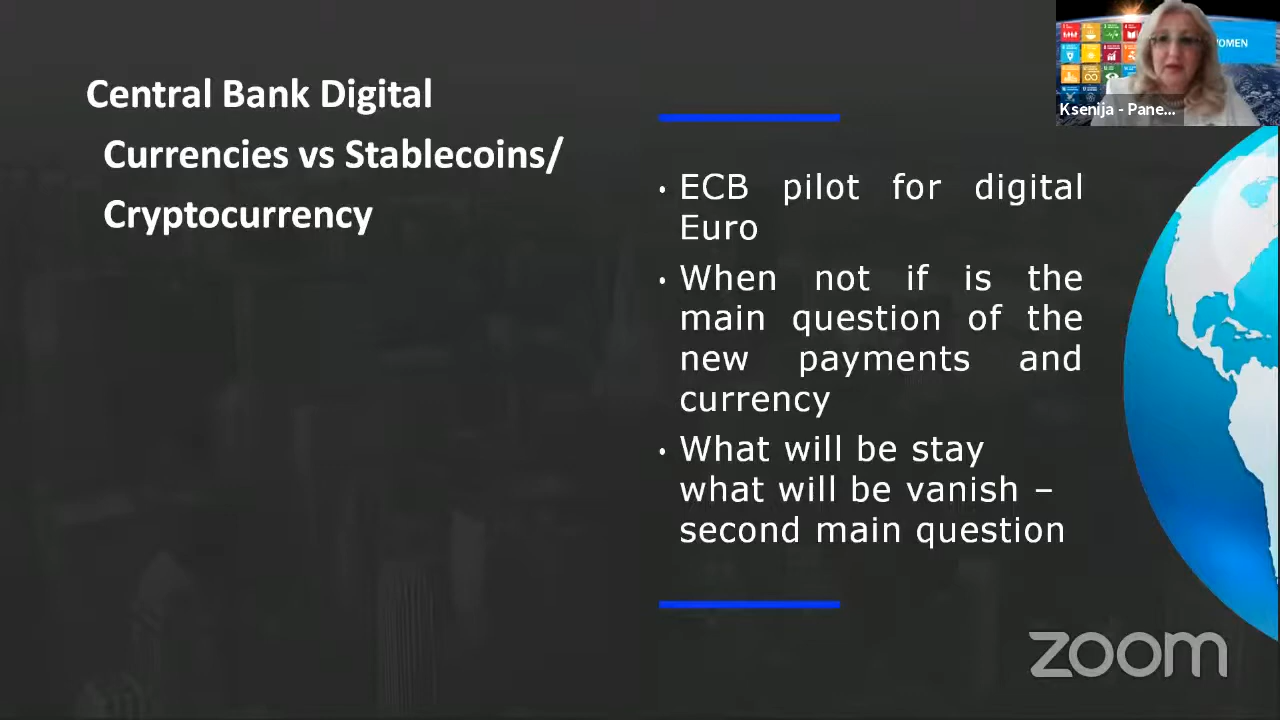 Central Bank Digital
Currencies vs Stablecoins/
Cryptocurrency
• ECB pilot for digital
Euro
• When not if is the
main question of the
new payments and
currency
• What will be stay
what will be vanish –
second main question
WOMEN
Ksenija - Pane...
zoom